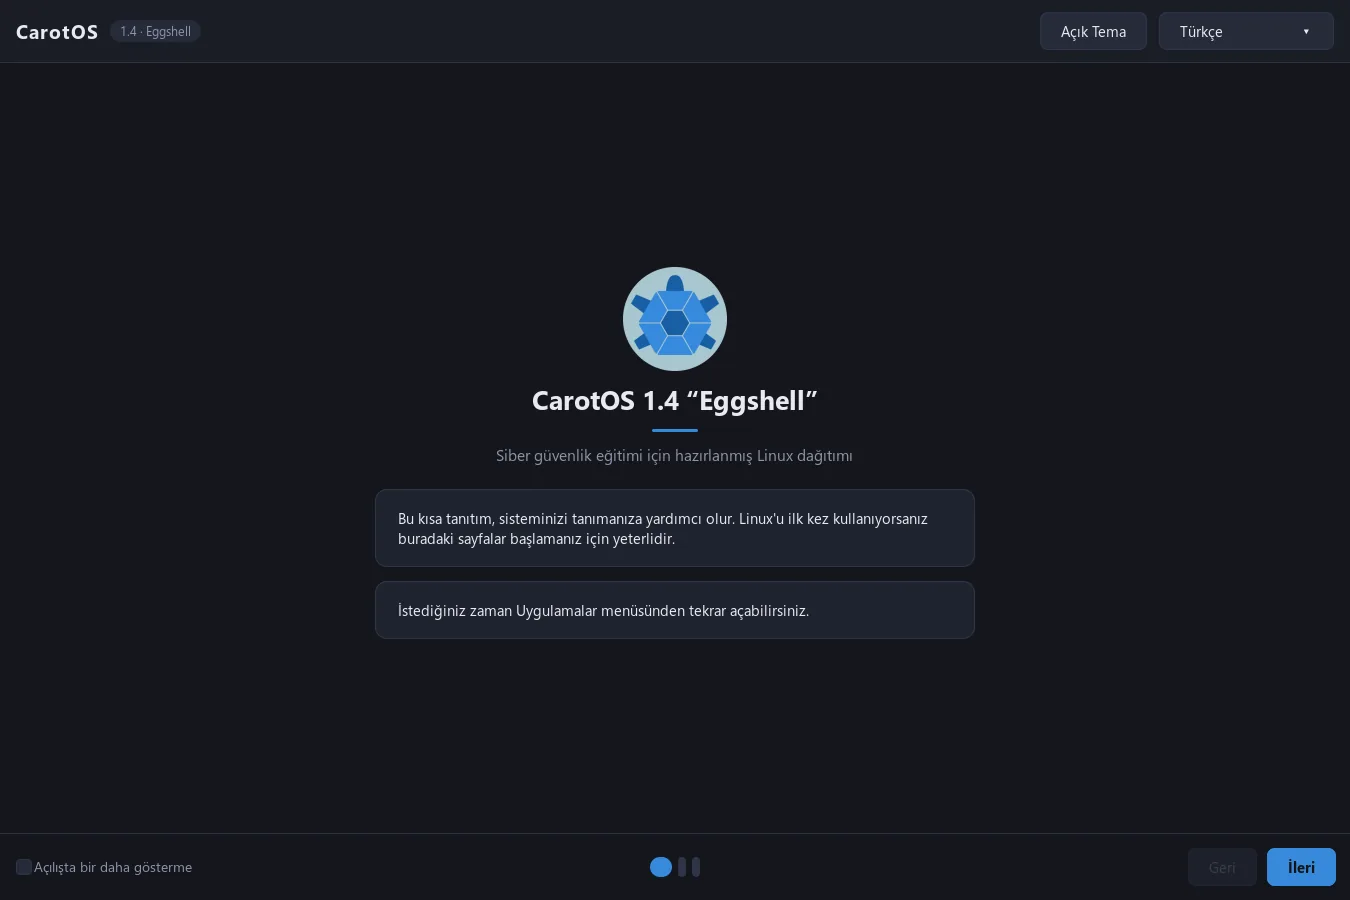 CarotOS
1.4 · Eggshell
Açık Tema
Türkçe
CarotOS 1.4 “Eggshell”
Siber güvenlik eğitimi için hazırlanmış Linux dağıtımı
Bu kısa tanıtım, sisteminizi tanımanıza yardımcı olur. Linux'u ilk kez kullanıyorsanız
buradaki sayfalar başlamanız için yeterlidir.
İstediğiniz zaman Uygulamalar menüsünden tekrar açabilirsiniz.
Açılışta bir daha gösterme
Geri
İleri